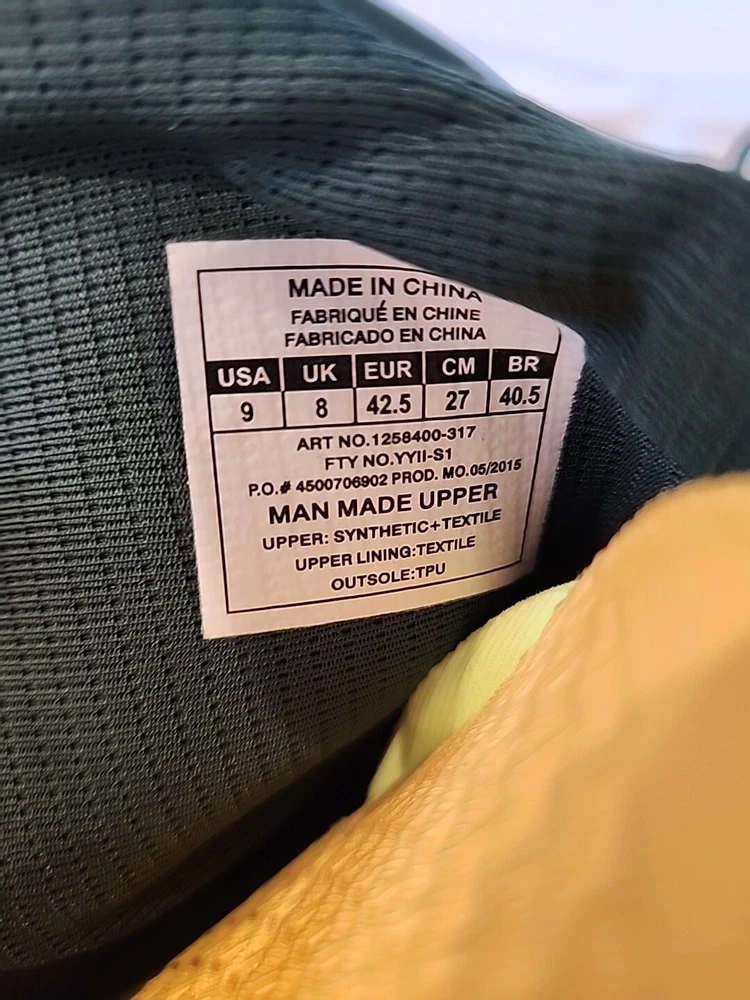 MADE IN CHINA
FABRIQUÉ EN CHINE
FABRICADO EN CHINA
USA UK EUR CM BR
9 8 42.5 27 40.5
ART NO.1258400-317
FTY NO.YYII-S1
P.O.# 4500706902 PROD. MO.05/2015
MAN MADE UPPER
UPPER: SYNTHETIC+TEXTILE
UPPER LINING:TEXTILE
OUTSOLE:TPU